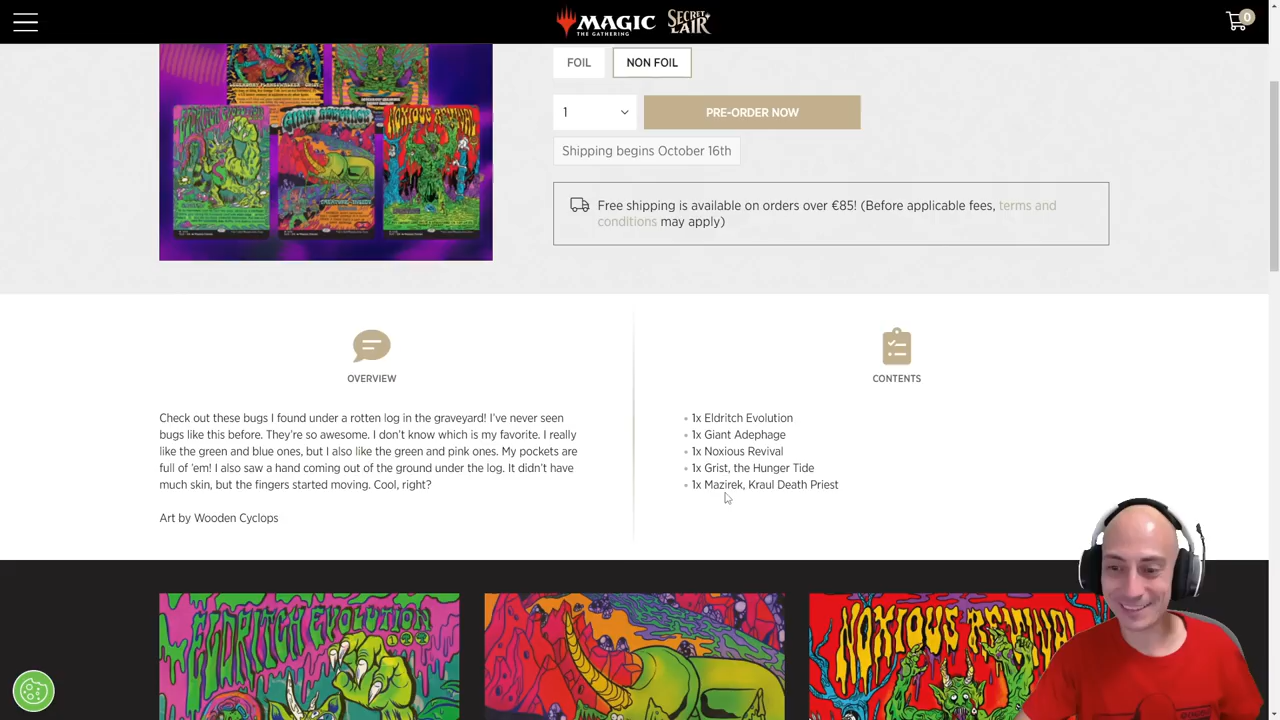 MAGIC
THE GATHERING
SECRET
LAIR
0
FOIL
NON FOIL
1
PRE-ORDER NOW
Shipping begins October 16th
Free shipping is available on orders over €85! (Before applicable fees, terms and
conditions may apply)
ELDRITCH EVOLUTION
GIANT ADEPHAGE
NOXIOUS REVIVAL
OVERVIEW
Check out these bugs I found under a rotten log in the graveyard! I've never seen
bugs like this before. They're so awesome. I don't know which is my favorite. I really
like the green and blue ones, but I also like the green and pink ones. My pockets are
full of 'em! I also saw a hand coming out of the ground under the log. It didn't have
much skin, but the fingers started moving. Cool, right?
Art by Wooden Cyclops
CONTENTS
1x Eldritch Evolution
1x Giant Adephage
1x Noxious Revival
1x Grist, the Hunger Tide
1x Mazirek, Kraul Death Priest
ELDRITCH EVOLUTION
NOXIOUS REVIVAL